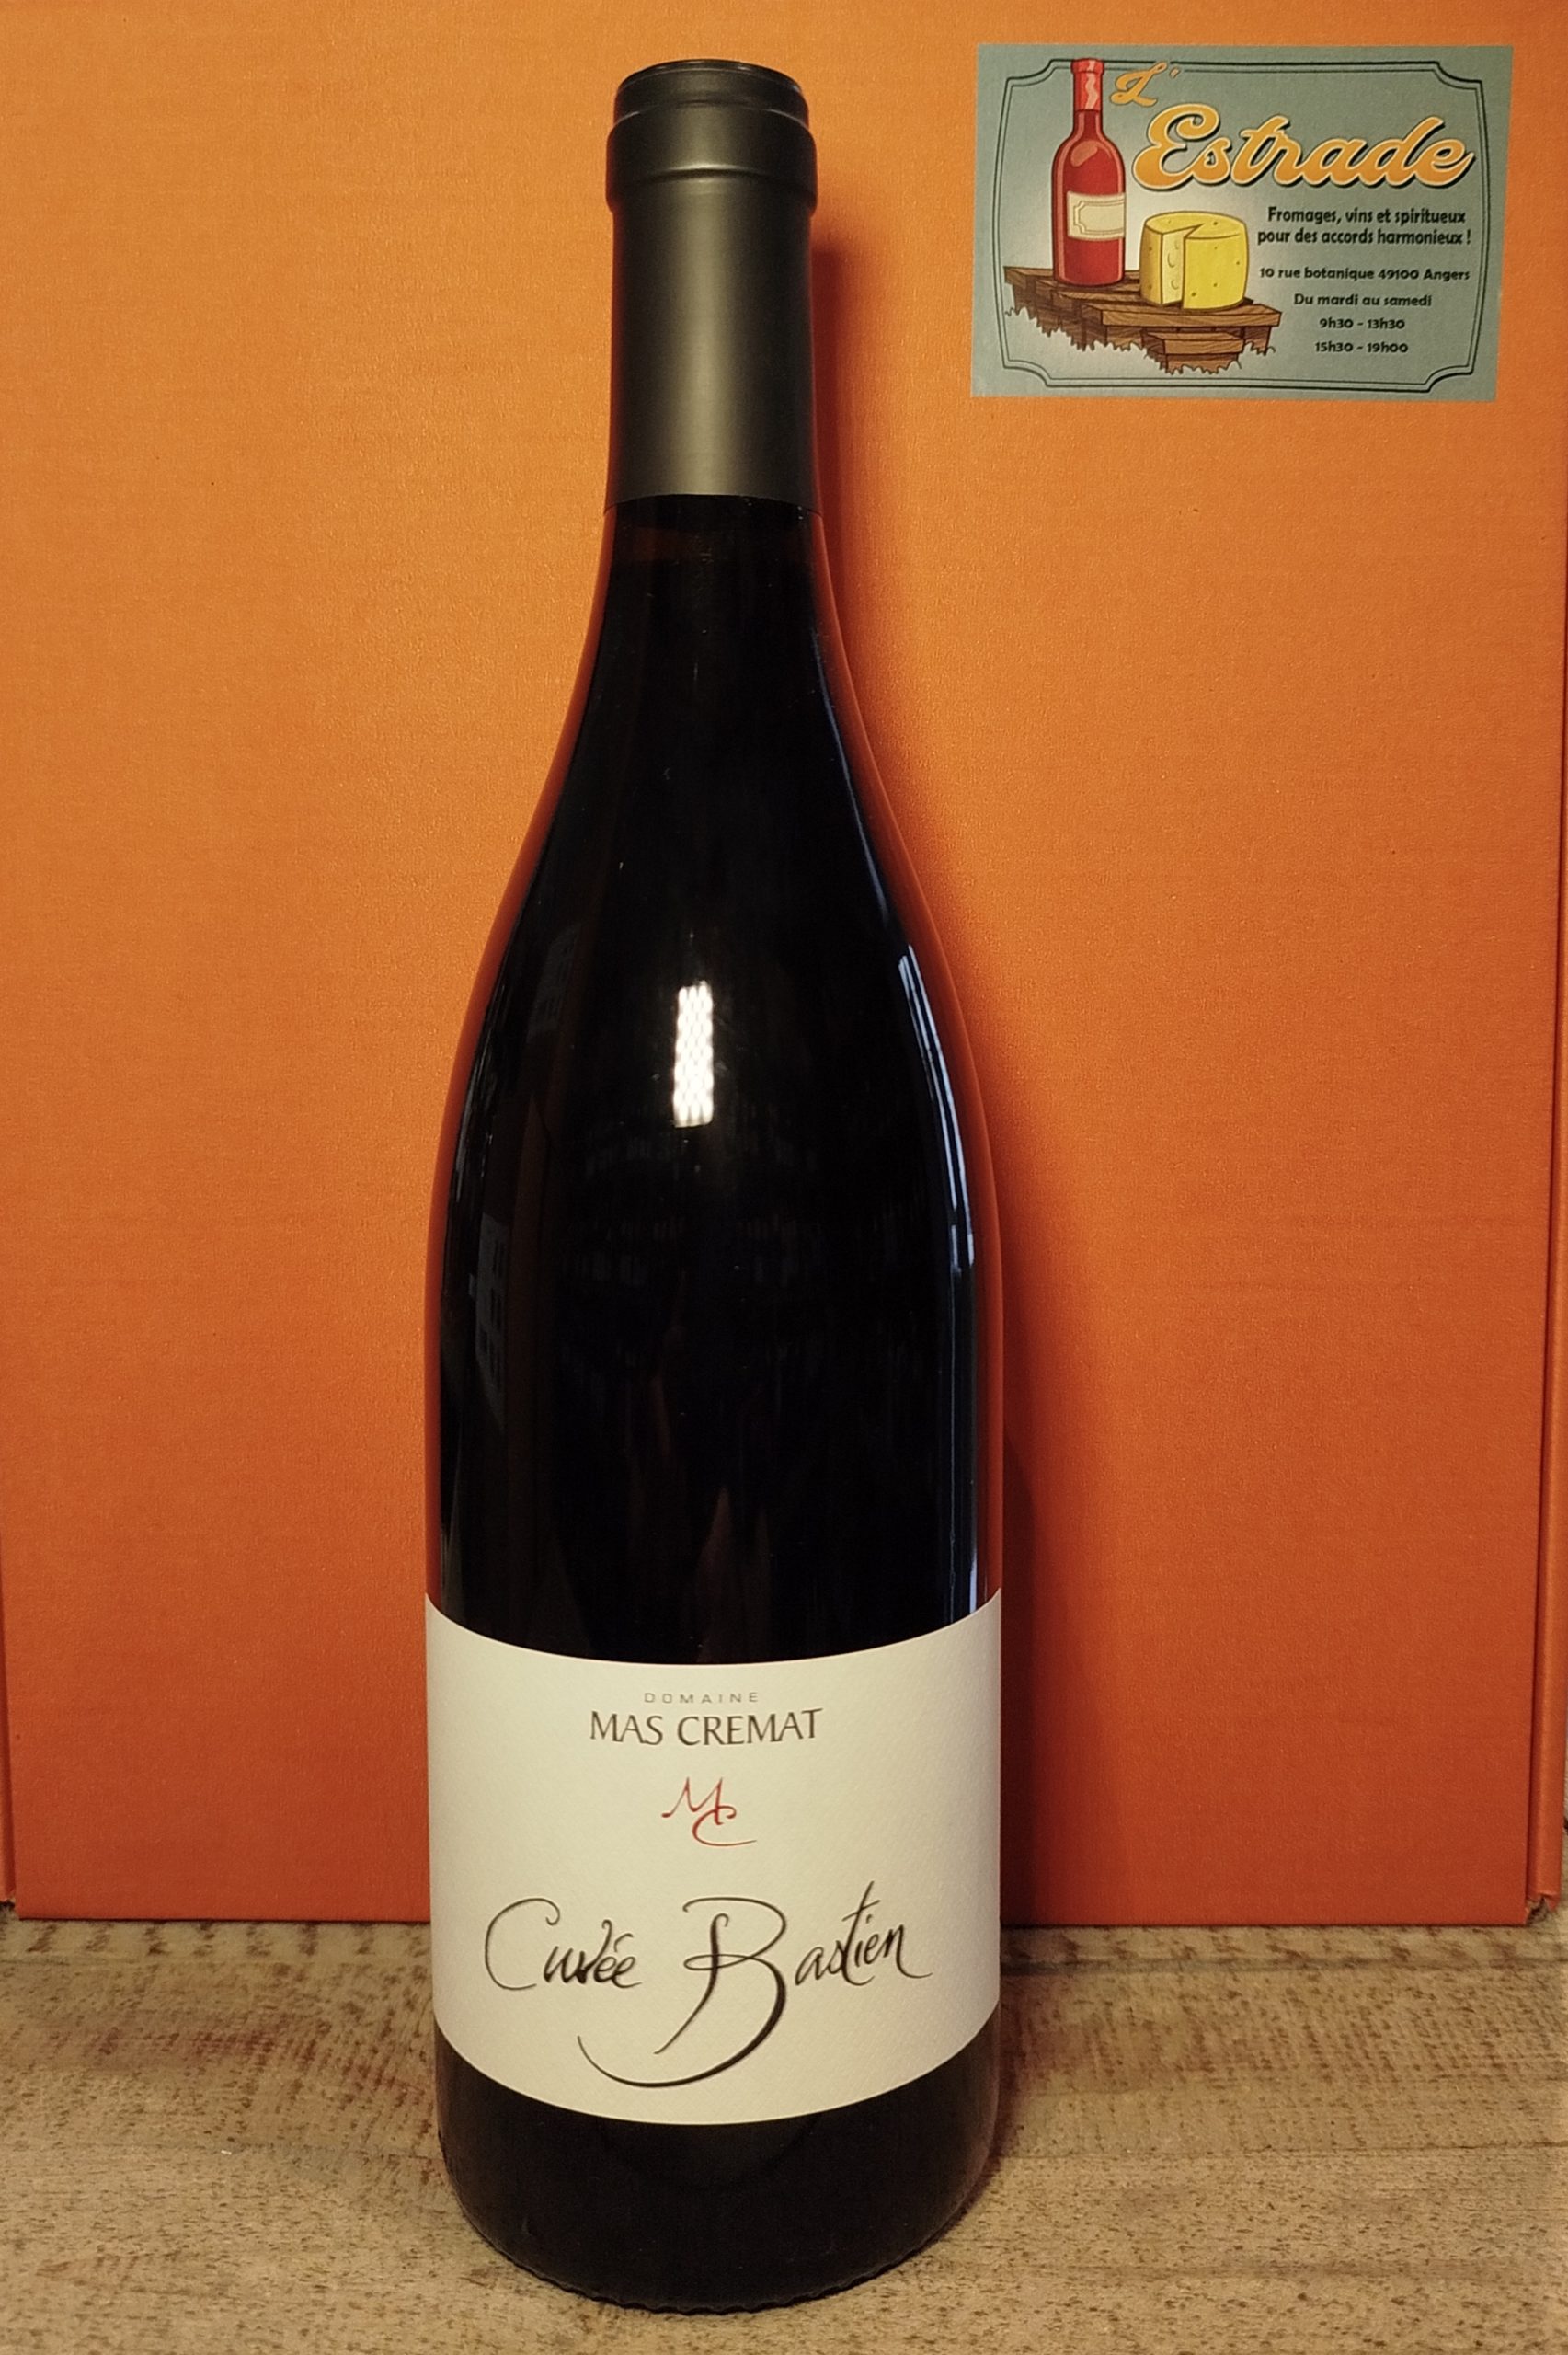 L'
Estrade
Fromages, vins et spiritueux
pour des accords harmonieux !
10 rue botanique 49100 Angers
Du mardi au samedi
9h30 - 13h30
15h30 - 19h00
DOMAINE
MAS CREMAT
MC
Cuvée Bastien